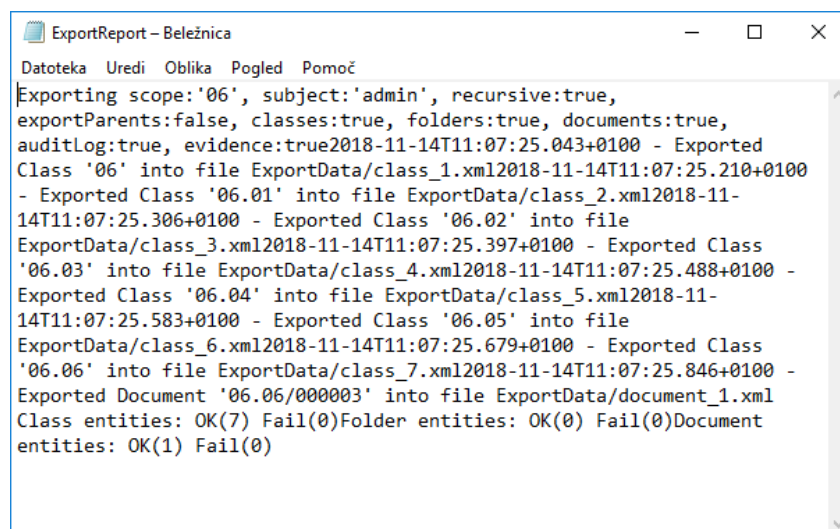 ExportReport – Beležnica
Datoteka Uredi Oblika Pogled Pomoč
Exporting scope:'06', subject:'admin', recursive:true,
exportParents:false, classes:true, folders:true, documents:true,
auditLog:true, evidence:true2018-11-14T11:07:25.043+0100 - Exported
Class '06' into file ExportData/class_1.xml2018-11-14T11:07:25.210+0100
- Exported Class '06.01' into file ExportData/class_2.xml2018-11-
14T11:07:25.306+0100 - Exported Class '06.02' into file
ExportData/class_3.xml2018-11-14T11:07:25.397+0100 - Exported Class
'06.03' into file ExportData/class_4.xml2018-11-14T11:07:25.488+0100 -
Exported Class '06.04' into file ExportData/class_5.xml2018-11-
14T11:07:25.583+0100 - Exported Class '06.05' into file
ExportData/class_6.xml2018-11-14T11:07:25.679+0100 - Exported Class
'06.06' into file ExportData/class_7.xml2018-11-14T11:07:25.846+0100 -
Exported Document '06.06/000003' into file ExportData/document_1.xml
Class entities: OK(7) Fail(0)Folder entities: OK(0) Fail(0)Document
entities: OK(1) Fail(0)